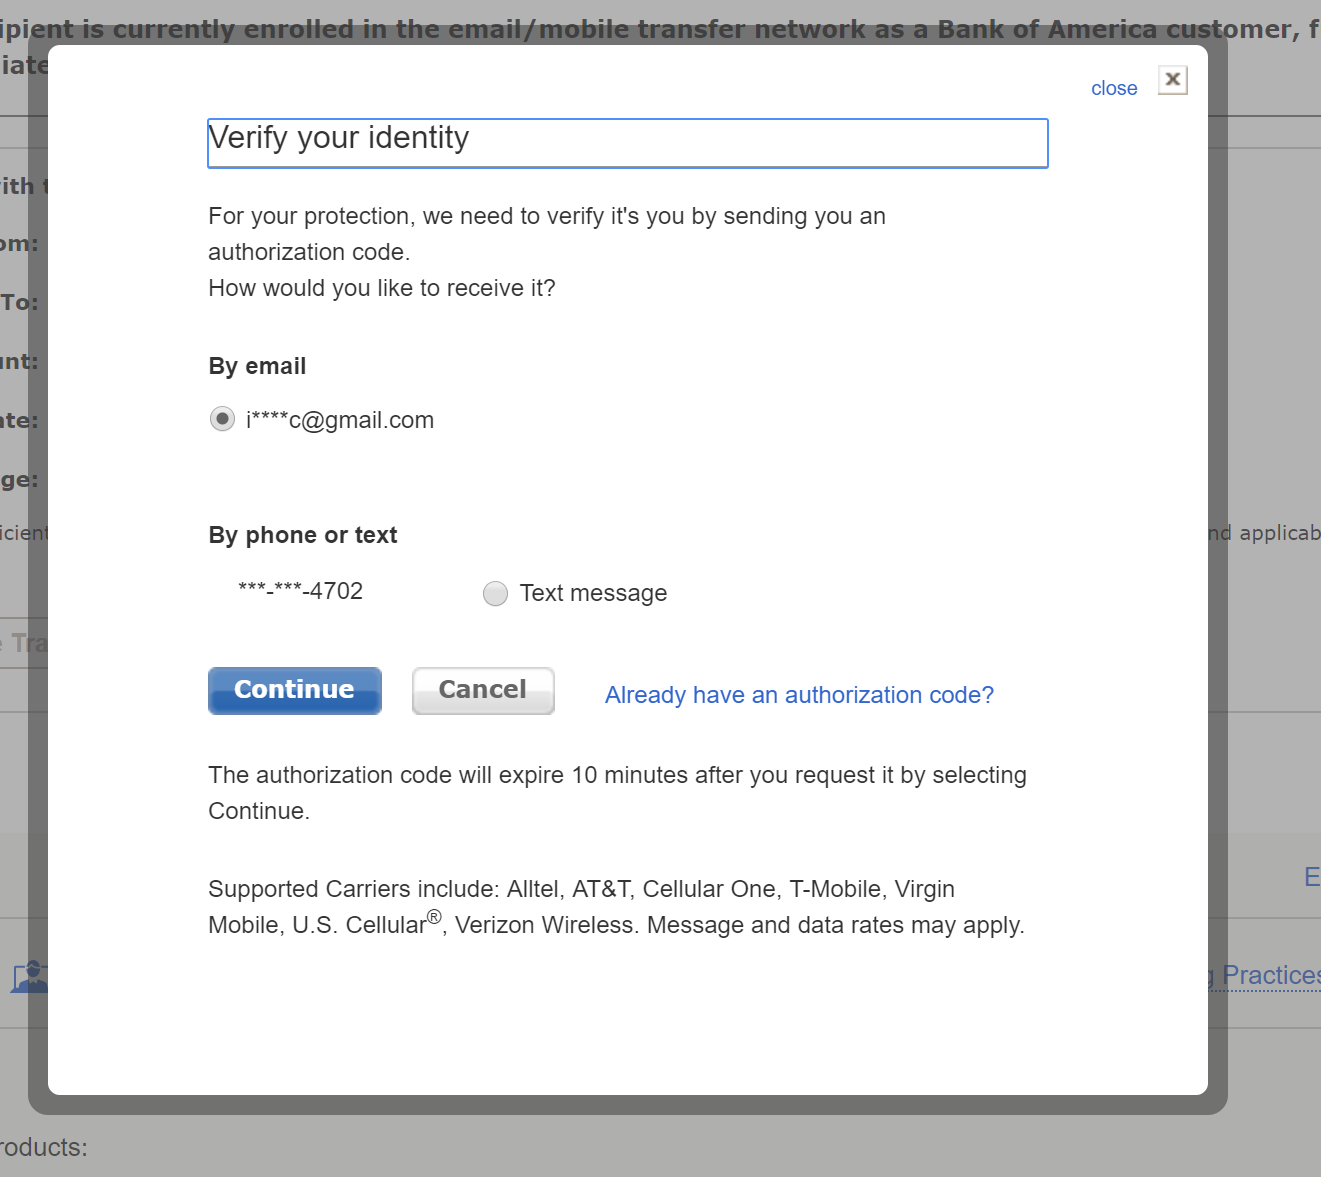 ipient is currently enrolled in the email/mobile transfer network as a Bank of America customer, f
iate
close
Verify your identity
ith t
For your protection, we need to verify it's you by sending you an
authorization code.
om:
How would you like to receive it?
To:
unt:
By email
ate:
i****c@gmail.com
ge:
icient
nd applicab
By phone or text
***-***-4702
Text message
e Tra
Continue
Cancel
Already have an authorization code?
The authorization code will expire 10 minutes after you request it by selecting
Continue.
E
Supported Carriers include: Alltel, AT&T, Cellular One, T-Mobile, Virgin
Mobile, U.S. Cellular®, Verizon Wireless. Message and data rates may apply.
g Practices
roducts: